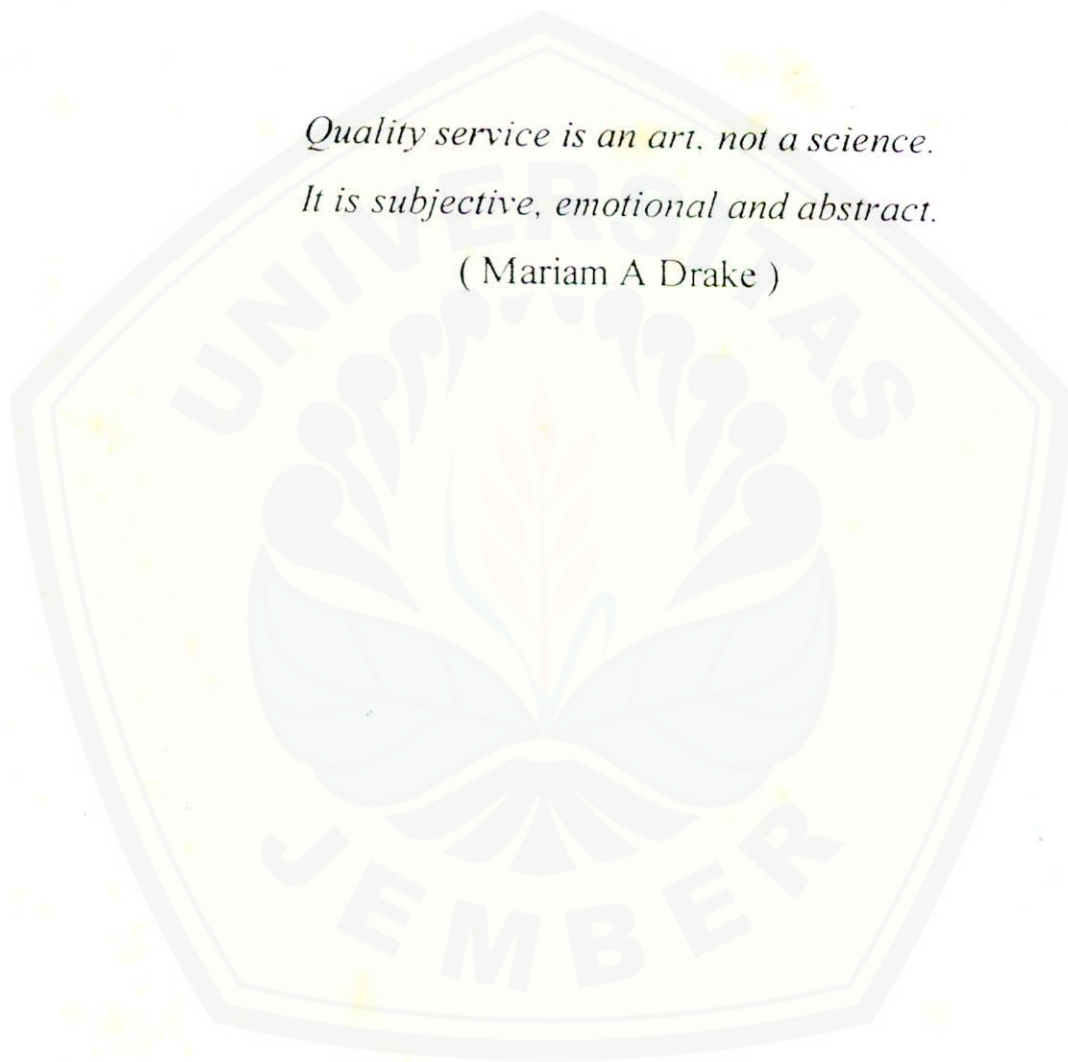 Quality service is an art, not a science.
It is subjective, emotional and abstract.
( Mariam A Drake )
UNIVERSITAS
JEMBER